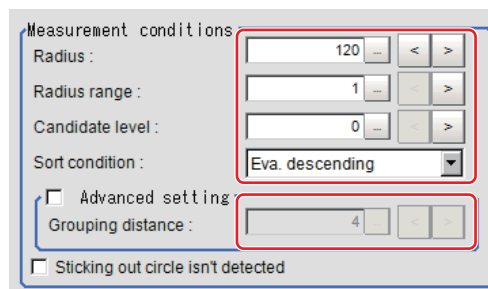 Measurement conditions
Radius : 120 ... < >
Radius range : 1 ... < >
Candidate level : 0 ... < >
Sort condition : Eva. descending
Advanced setting
Grouping distance : 4 ... < >
Sticking out circle isn't detected